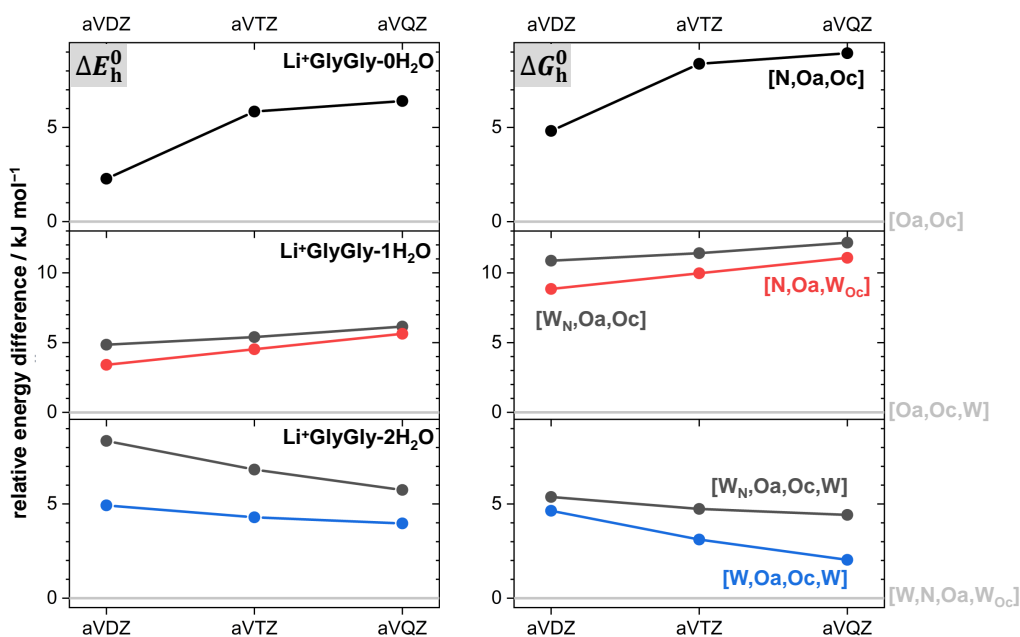 aVDZ aVTZ aVQZ aVDZ aVTZ aVQZ
ΔE⁰ₕ Li⁺GlyGly-0H₂O ΔG⁰ₕ [N,Oa,Oc]
5 5
0 0 [Oa,Oc]
Li⁺GlyGly-1H₂O
10 10
[N,Oa,W_Oc]
[W_N,Oa,Oc]
5 5
0 0 [Oa,Oc,W]
Li⁺GlyGly-2H₂O
[W_N,Oa,Oc,W]
5 5
[W,Oa,Oc,W]
0 0 [W,N,Oa,W_Oc]
aVDZ aVTZ aVQZ aVDZ aVTZ aVQZ
relative energy difference / kJ mol⁻¹